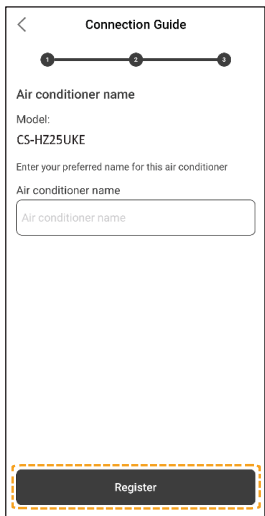 Connection Guide
1 2 3
Air conditioner name
Model:
CS-HZ25UKE
Enter your preferred name for this air conditioner
Air conditioner name
Air conditioner name
Register